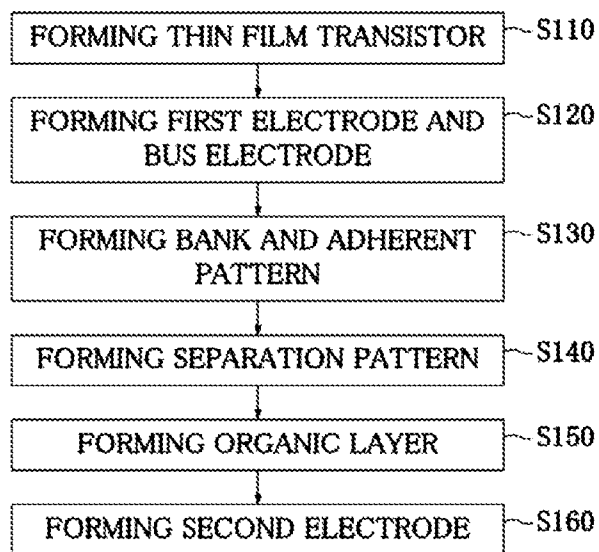 FORMING THIN FILM TRANSISTOR S110
FORMING FIRST ELECTRODE AND
BUS ELECTRODE S120
FORMING BANK AND ADHERENT
PATTERN S130
FORMING SEPARATION PATTERN S140
FORMING ORGANIC LAYER S150
FORMING SECOND ELECTRODE S160